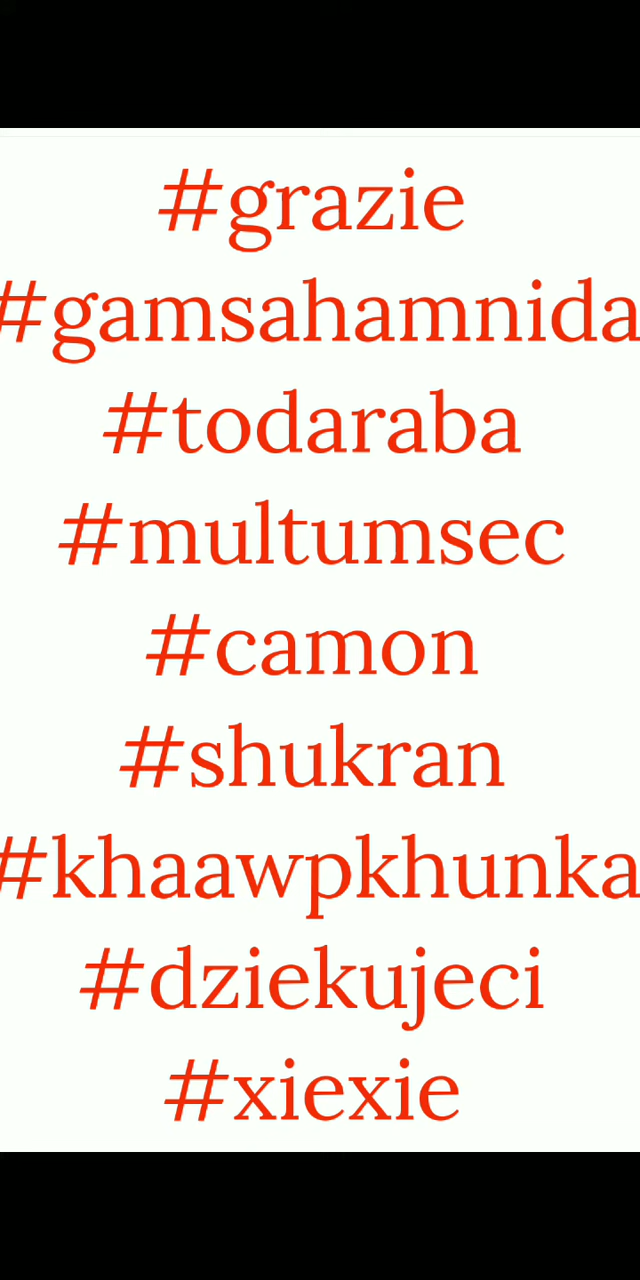 #grazie
#gamsahamnida
#todaraba
#multumsec
#camon
#shukran
#khaawpkhunka
#dziekujeci
#xiexie